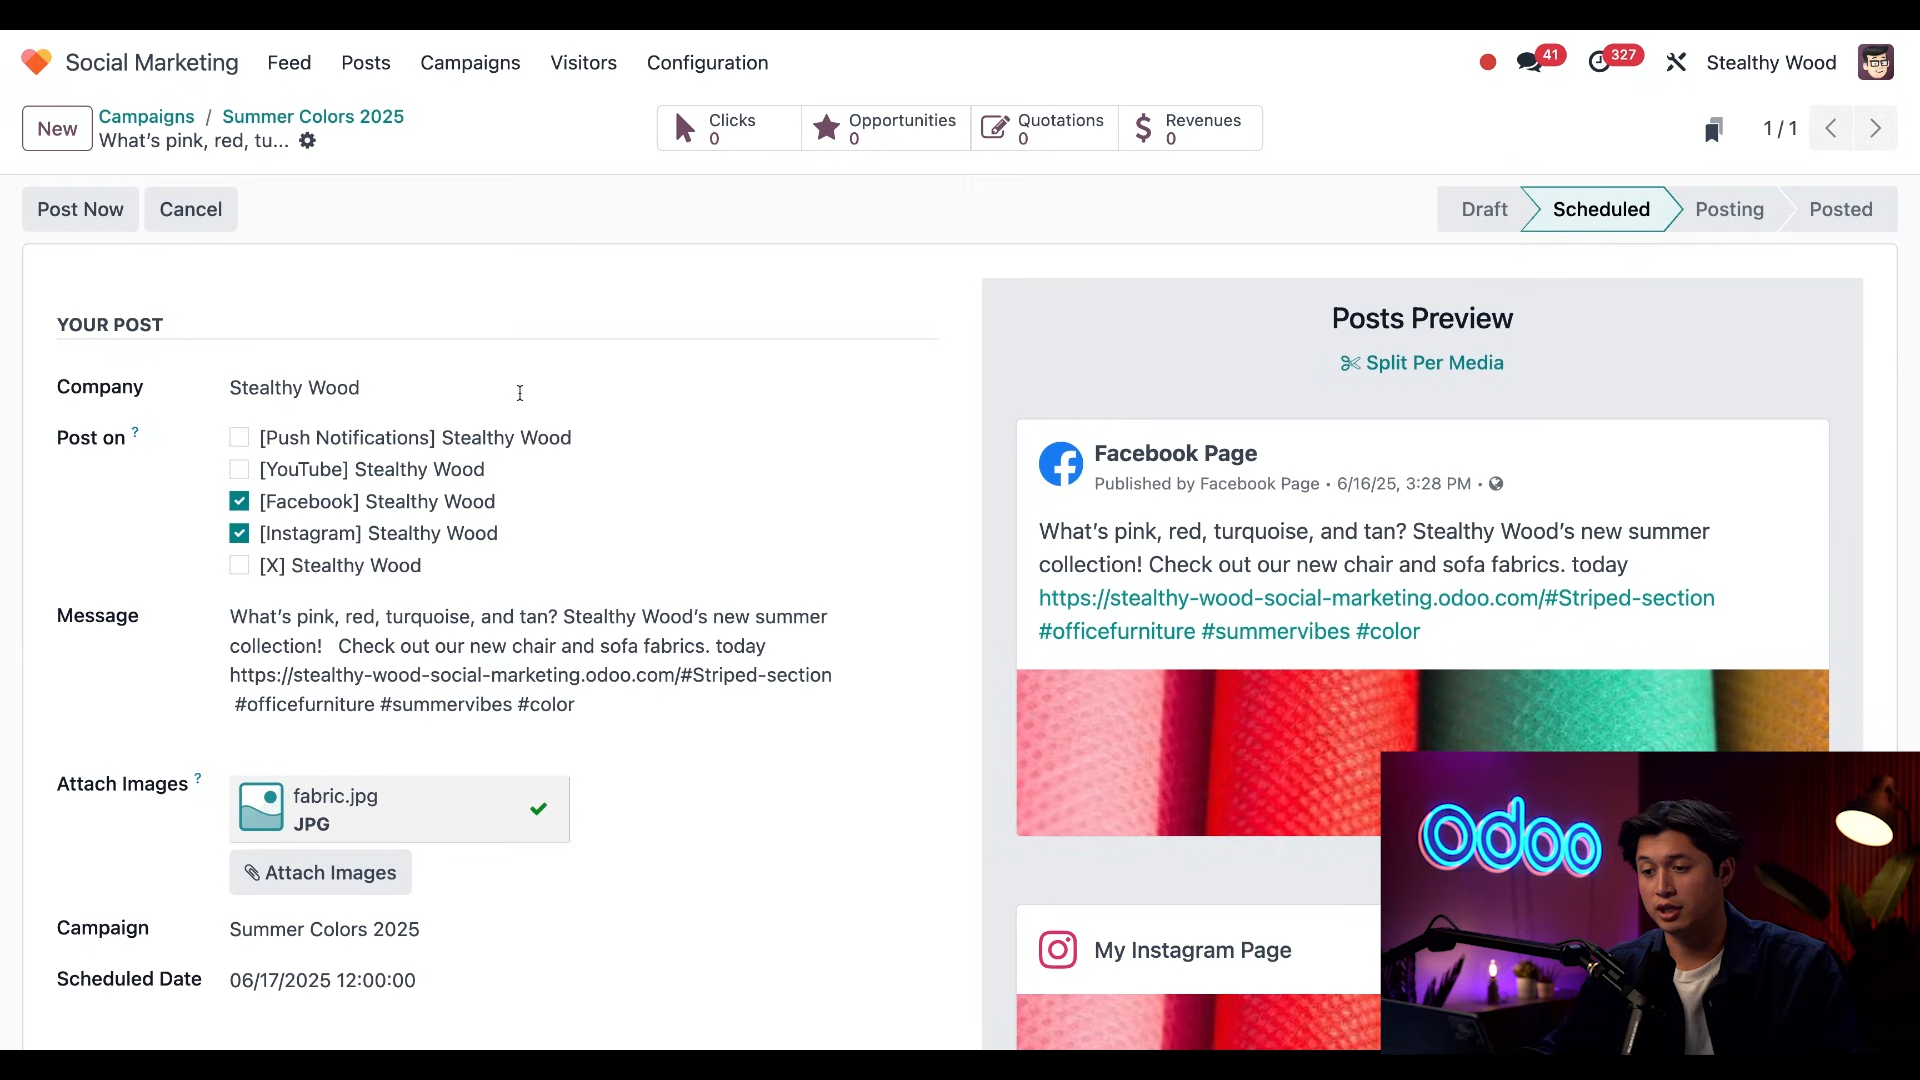 Social Marketing Feed Posts Campaigns Visitors Configuration 41 327 Stealthy Wood
New Campaigns / Summer Colors 2025
What's pink, red, tu...
Clicks 0
Opportunities 0
Quotations 0
Revenues 0
1 / 1
Post Now Cancel
Draft Scheduled Posting Posted
YOUR POST
Company Stealthy Wood
Post on ? [Push Notifications] Stealthy Wood
[YouTube] Stealthy Wood
[Facebook] Stealthy Wood
[Instagram] Stealthy Wood
[X] Stealthy Wood
Message What's pink, red, turquoise, and tan? Stealthy Wood's new summer
collection! Check out our new chair and sofa fabrics. today
https://stealthy-wood-social-marketing.odoo.com/#Striped-section
#officefurniture #summervibes #color
Attach Images ? fabric.jpg
JPG
Attach Images
Campaign Summer Colors 2025
Scheduled Date 06/17/2025 12:00:00
Posts Preview
Split Per Media
Facebook Page
Published by Facebook Page • 6/16/25, 3:28 PM •
What's pink, red, turquoise, and tan? Stealthy Wood's new summer
collection! Check out our new chair and sofa fabrics. today
https://stealthy-wood-social-marketing.odoo.com/#Striped-section
#officefurniture #summervibes #color
My Instagram Page
odoo